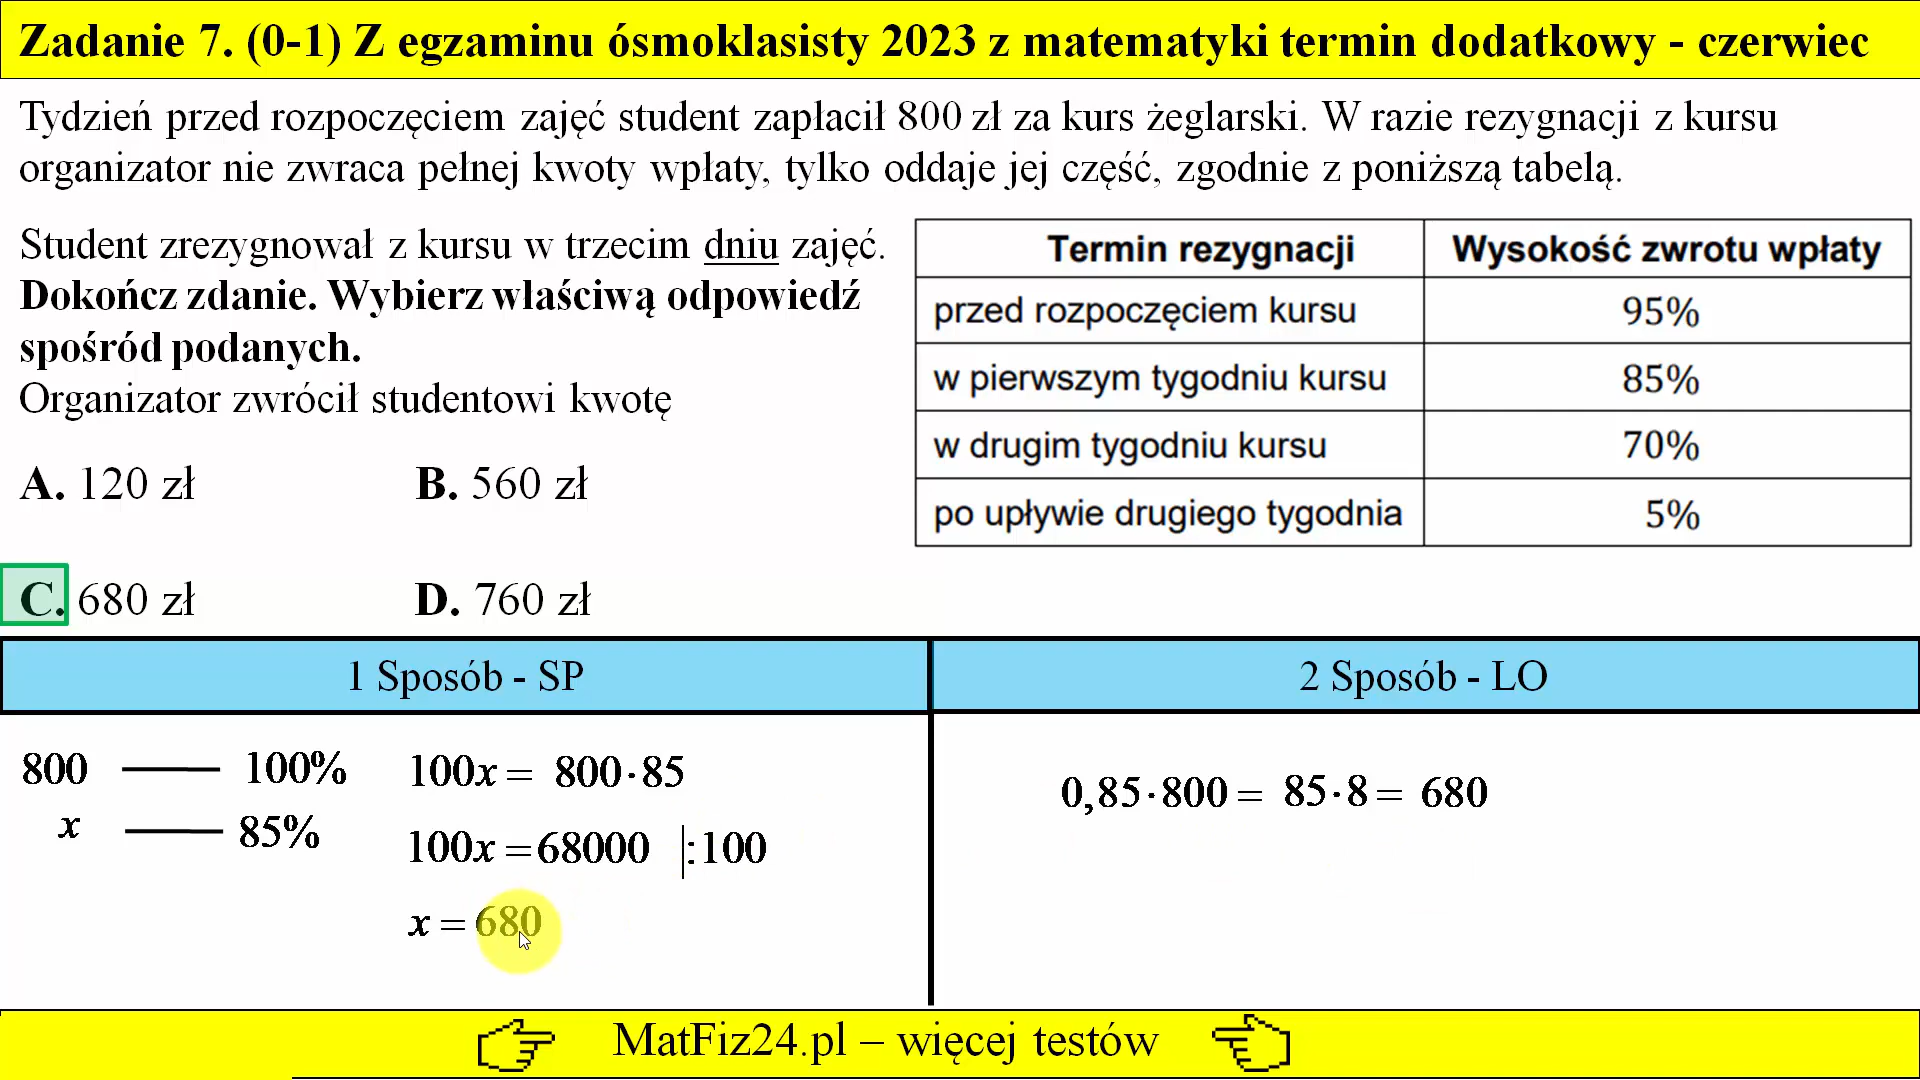 Zadanie 7. (0-1) Z egzaminu ósmoklasisty 2023 z matematyki termin dodatkowy - czerwiec
Tydzień przed rozpoczęciem zajęć student zapłacił 800 zł za kurs żeglarski. W razie rezygnacji z kursu
organizator nie zwraca pełnej kwoty wpłaty, tylko oddaje jej część, zgodnie z poniższą tabelą.
Student zrezygnował z kursu w trzecim dniu zajęć.
Dokończ zdanie. Wybierz właściwą odpowiedź
spośród podanych.
Organizator zwrócił studentowi kwotę
A. 120 zł B. 560 zł
C. 680 zł D. 760 zł
Termin rezygnacji Wysokość zwrotu wpłaty
przed rozpoczęciem kursu 95%
w pierwszym tygodniu kursu 85%
w drugim tygodniu kursu 70%
po upływie drugiego tygodnia 5%
1 Sposób - SP
800 — 100%
x — 85%
100x = 800·85
100x = 68000 |:100
x = 680
2 Sposób - LO
0,85·800 = 85·8 = 680
MatFiz24.pl – więcej testów